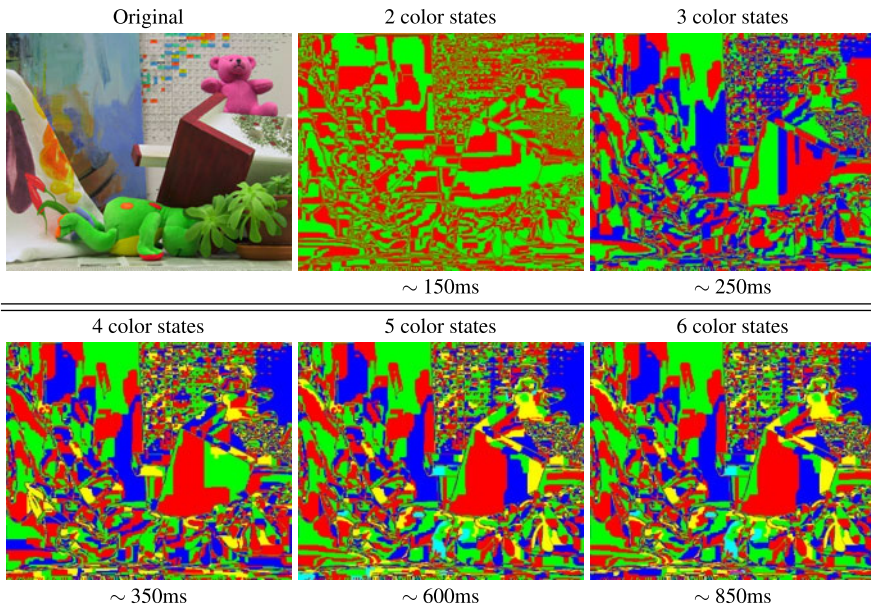 Original
2 color states
3 color states
∼ 150ms
∼ 250ms
4 color states
5 color states
6 color states
∼ 350ms
∼ 600ms
∼ 850ms